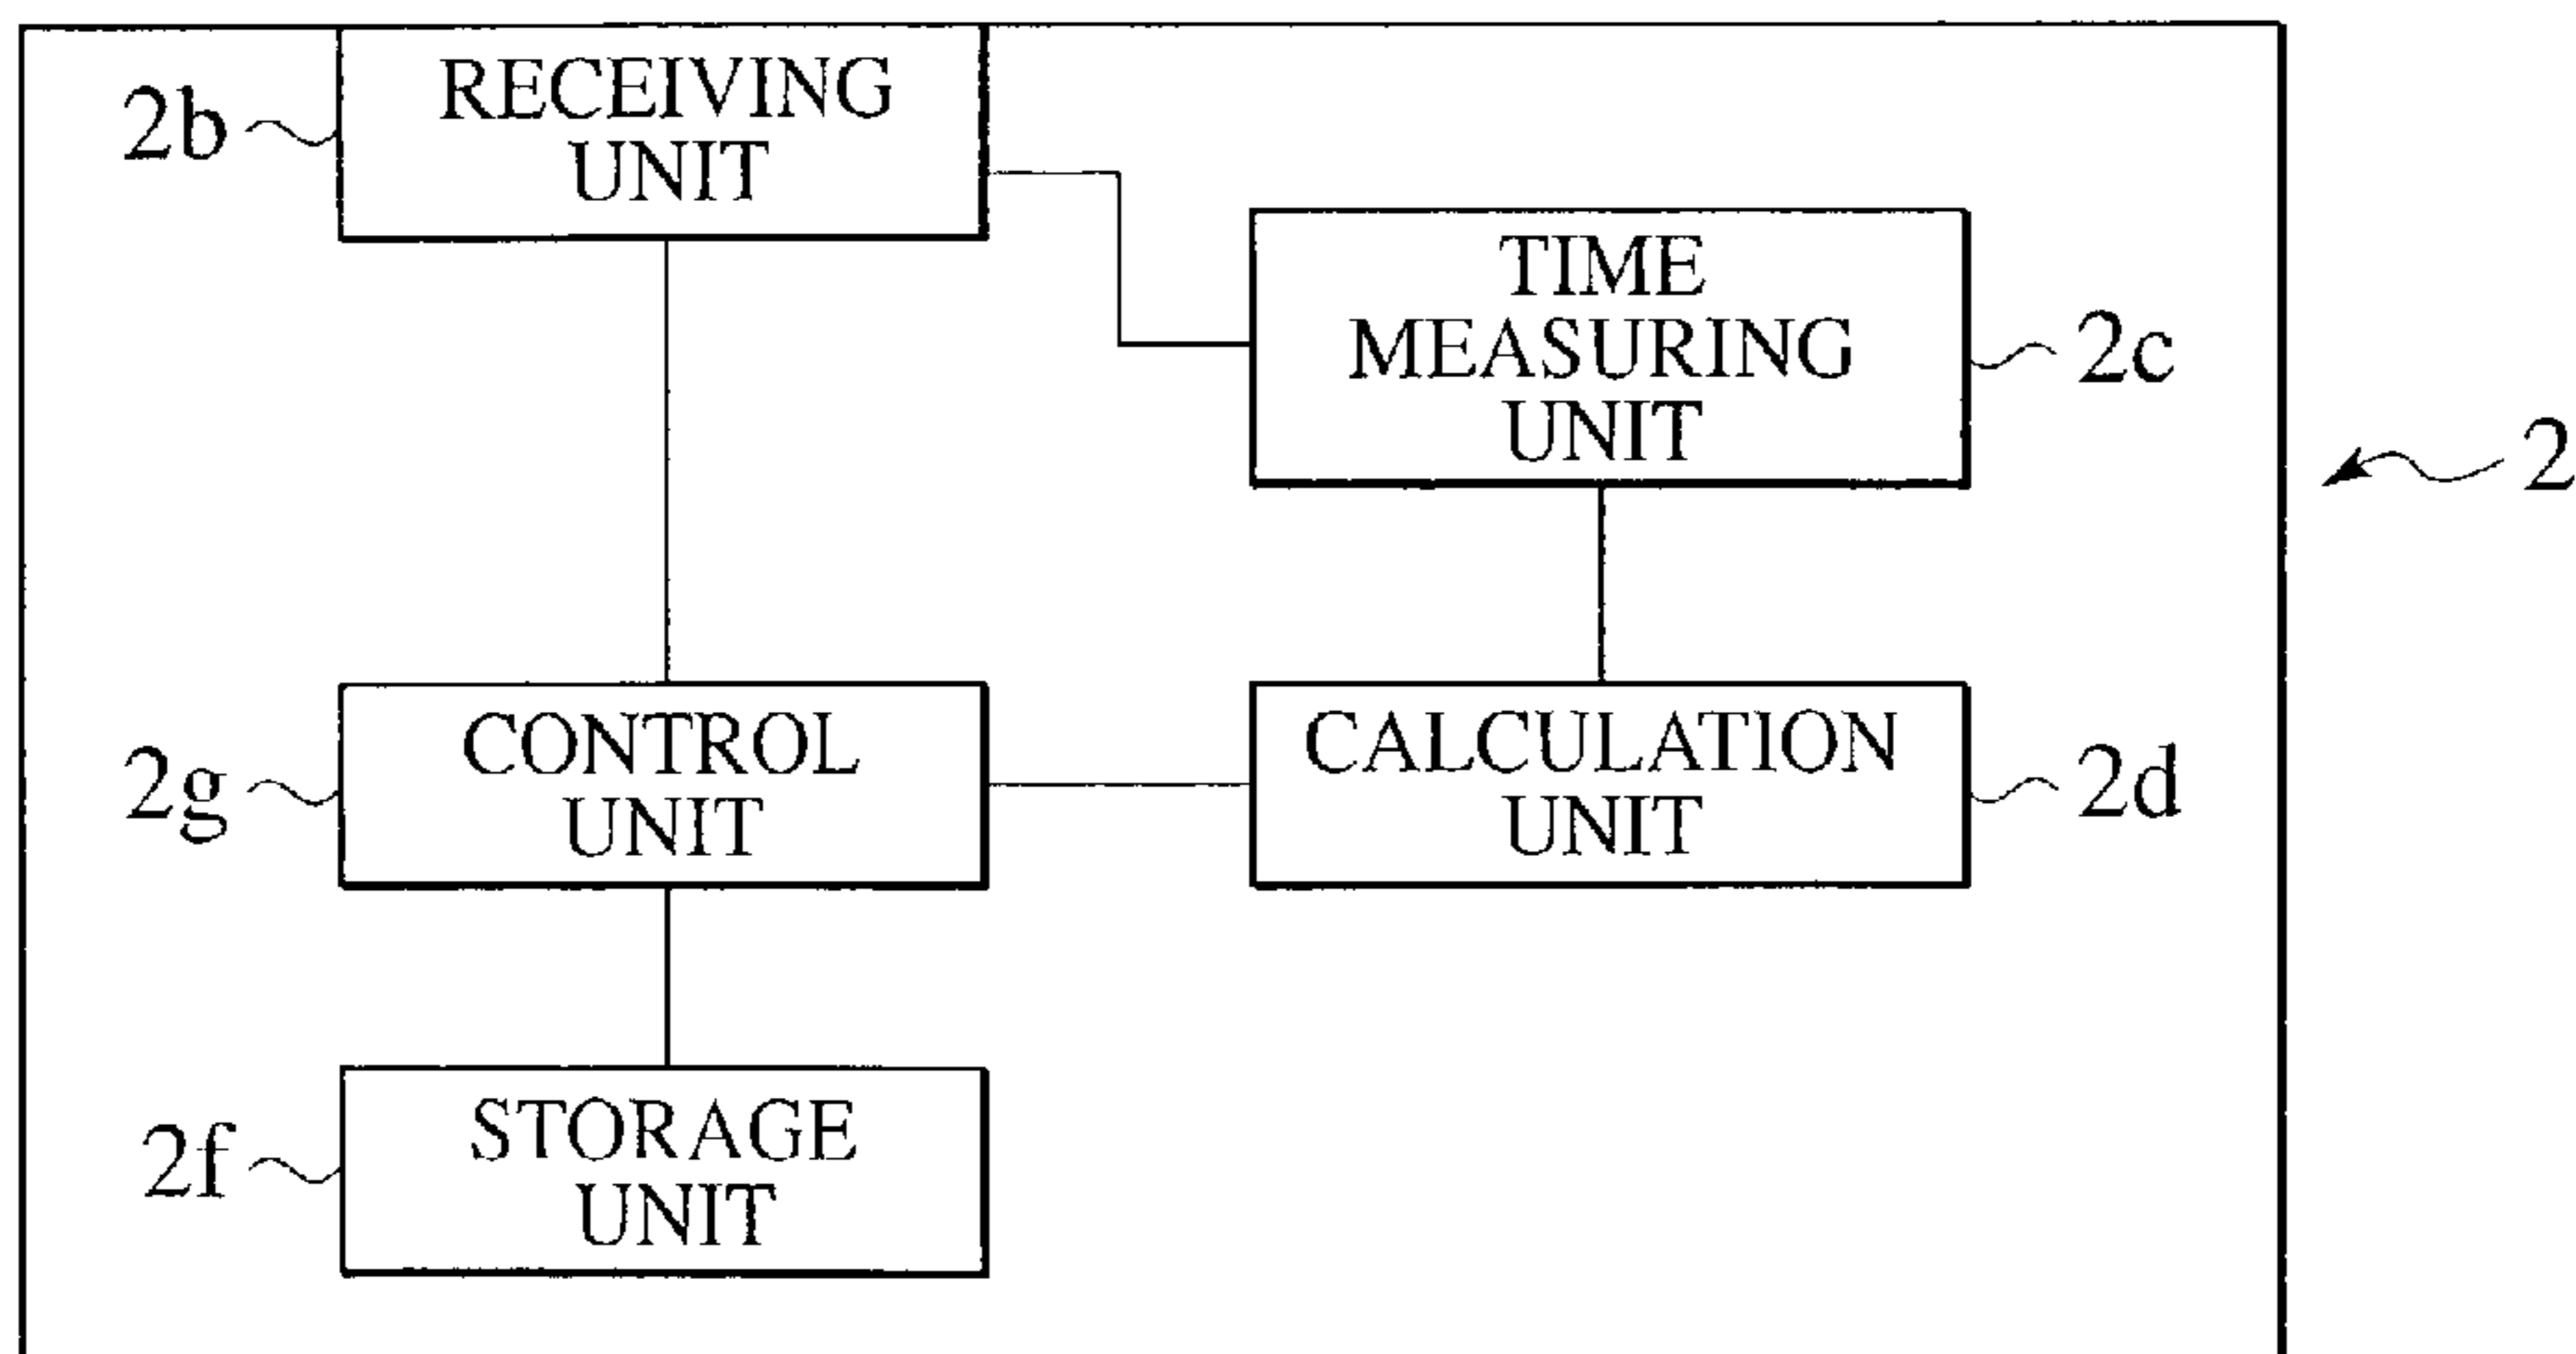 RECEIVING
UNIT
2b
TIME
MEASURING
UNIT
2c
2
CONTROL
UNIT
2g
CALCULATION
UNIT
2d
STORAGE
UNIT
2f